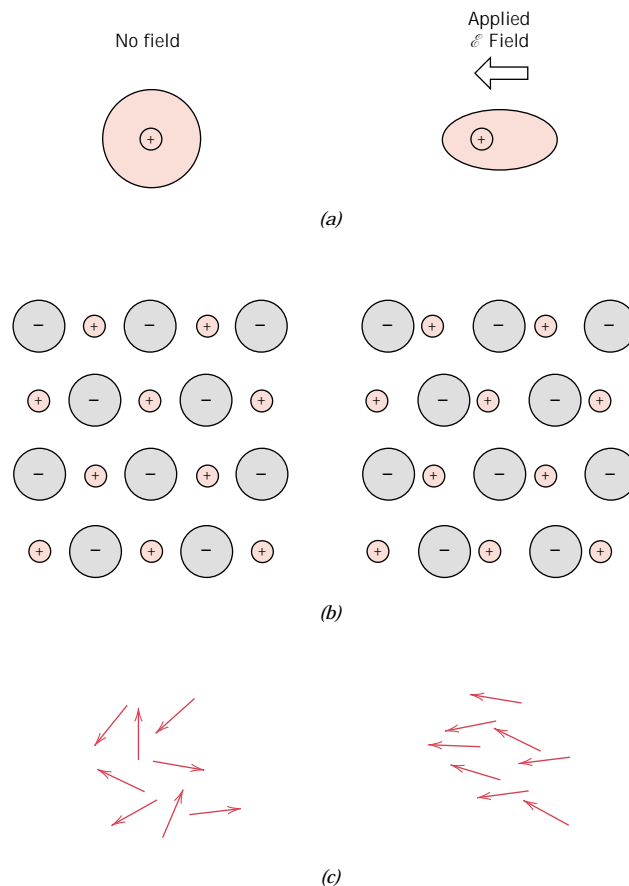 No field
Applied
ℰ Field
+
+
(a)
− + − + −
− + − + −
+ − + − +
+ − + − +
− + − + −
− + − + −
+ − + − +
+ − + − +
(b)
(c)